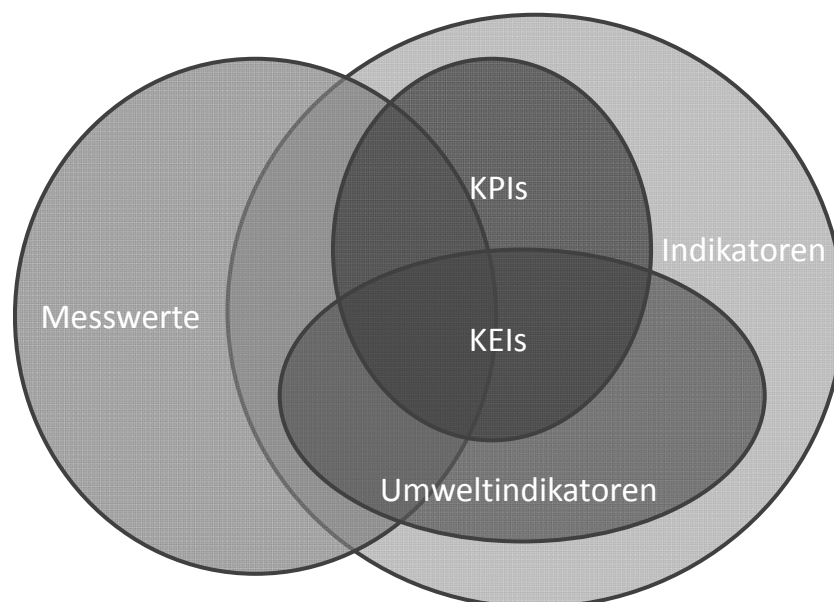 KPIs
Indikatoren
Messwerte
KEIs
Umweltindikatoren